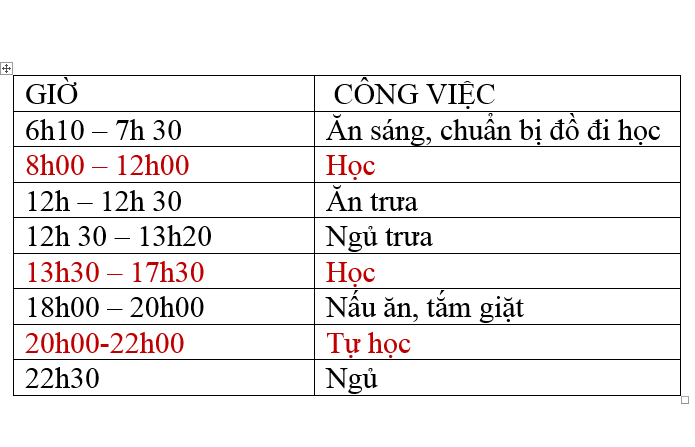 GIỜ CÔNG VIỆC
6h10 – 7h 30 Ăn sáng, chuẩn bị đồ đi học
8h00 – 12h00 Học
12h – 12h 30 Ăn trưa
12h 30 – 13h20 Ngủ trưa
13h30 – 17h30 Học
18h00 – 20h00 Nấu ăn, tắm giặt
20h00-22h00 Tự học
22h30 Ngủ